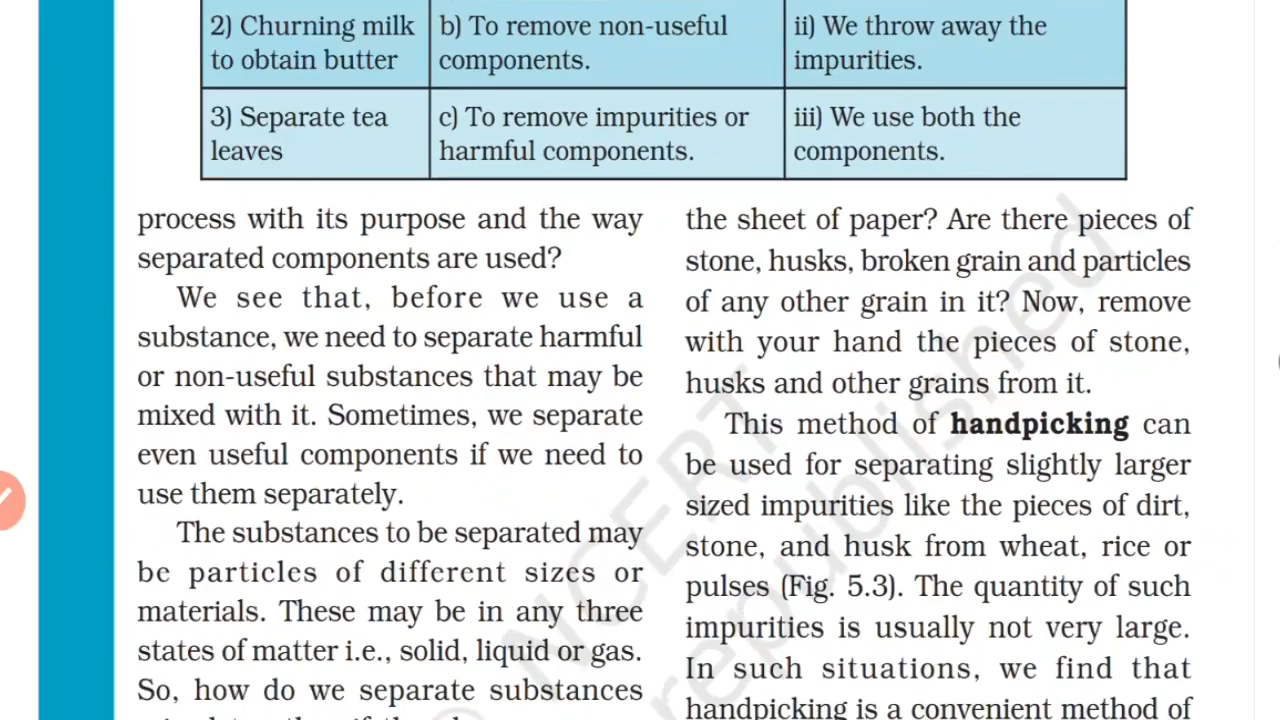 2) Churning milk
to obtain butter
b) To remove non-useful
components.
ii) We throw away the
impurities.
3) Separate tea
leaves
c) To remove impurities or
harmful components.
iii) We use both the
components.
process with its purpose and the way
separated components are used?
We see that, before we use a
substance, we need to separate harmful
or non-useful substances that may be
mixed with it. Sometimes, we separate
even useful components if we need to
use them separately.
The substances to be separated may
be particles of different sizes or
materials. These may be in any three
states of matter i.e., solid, liquid or gas.
So, how do we separate substances
the sheet of paper? Are there pieces of
stone, husks, broken grain and particles
of any other grain in it? Now, remove
with your hand the pieces of stone,
husks and other grains from it.
This method of handpicking can
be used for separating slightly larger
sized impurities like the pieces of dirt,
stone, and husk from wheat, rice or
pulses (Fig. 5.3). The quantity of such
impurities is usually not very large.
In such situations, we find that
handpicking is a convenient method of
© NCERT
republished